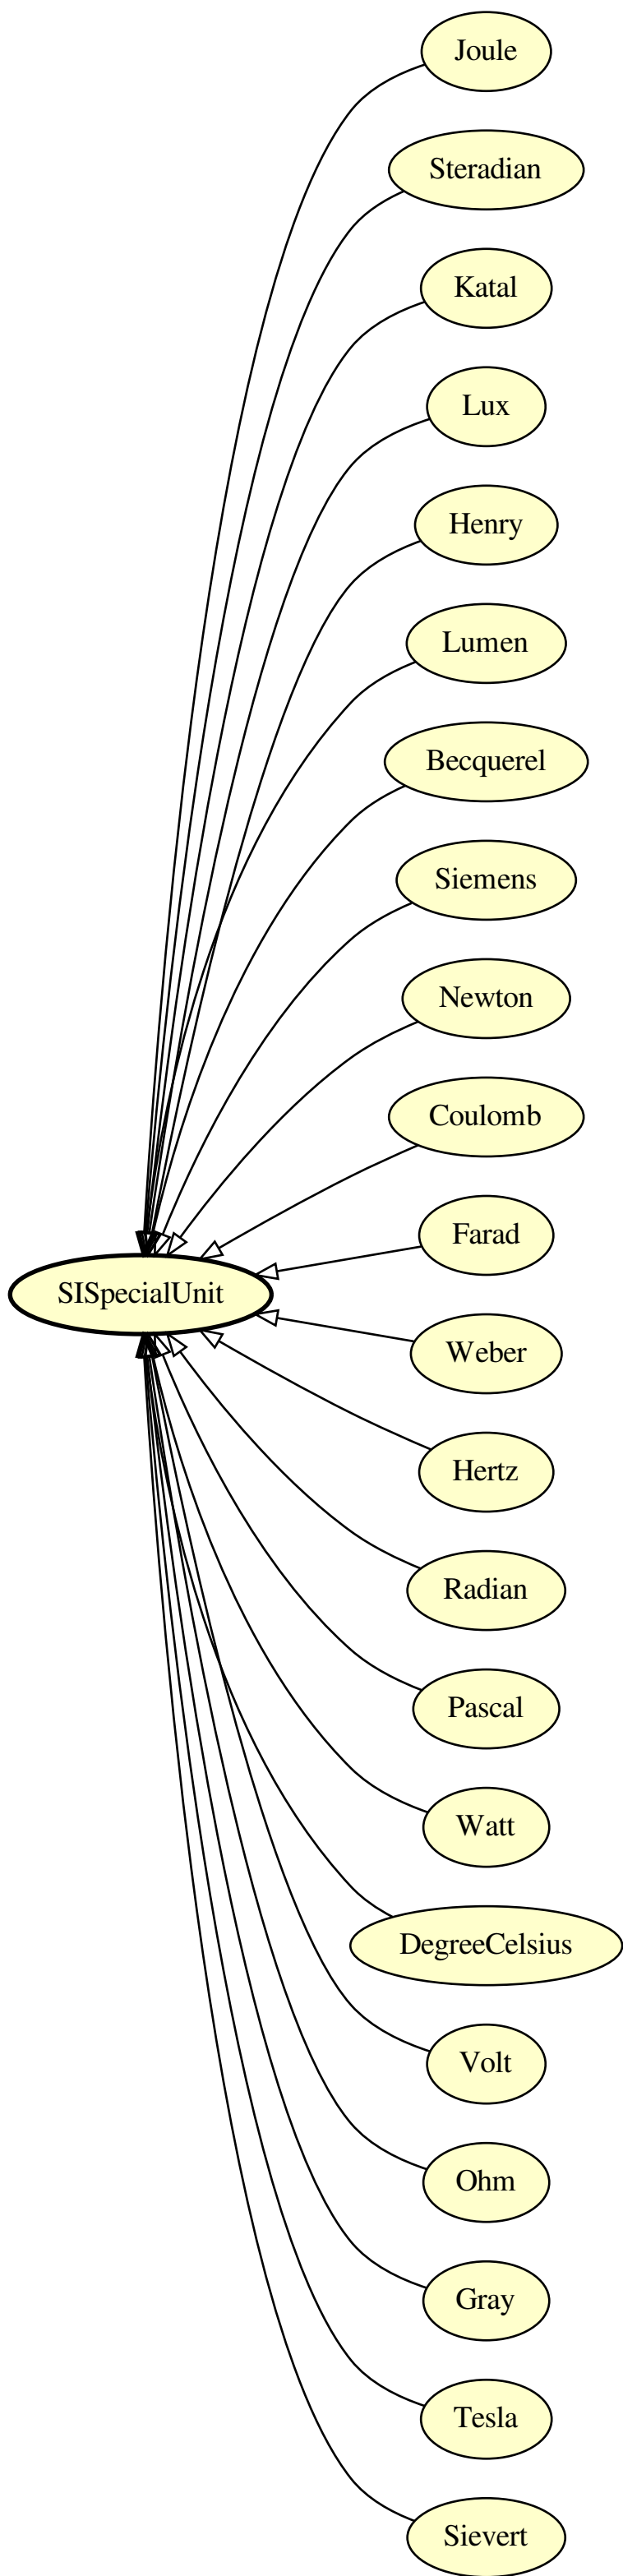 Joule
Steradian
Katal
Lux
Henry
Lumen
Becquerel
Siemens
Newton
Coulomb
Farad
SISpecialUnit
Weber
Hertz
Radian
Pascal
Watt
DegreeCelsius
Volt
Ohm
Gray
Tesla
Sievert